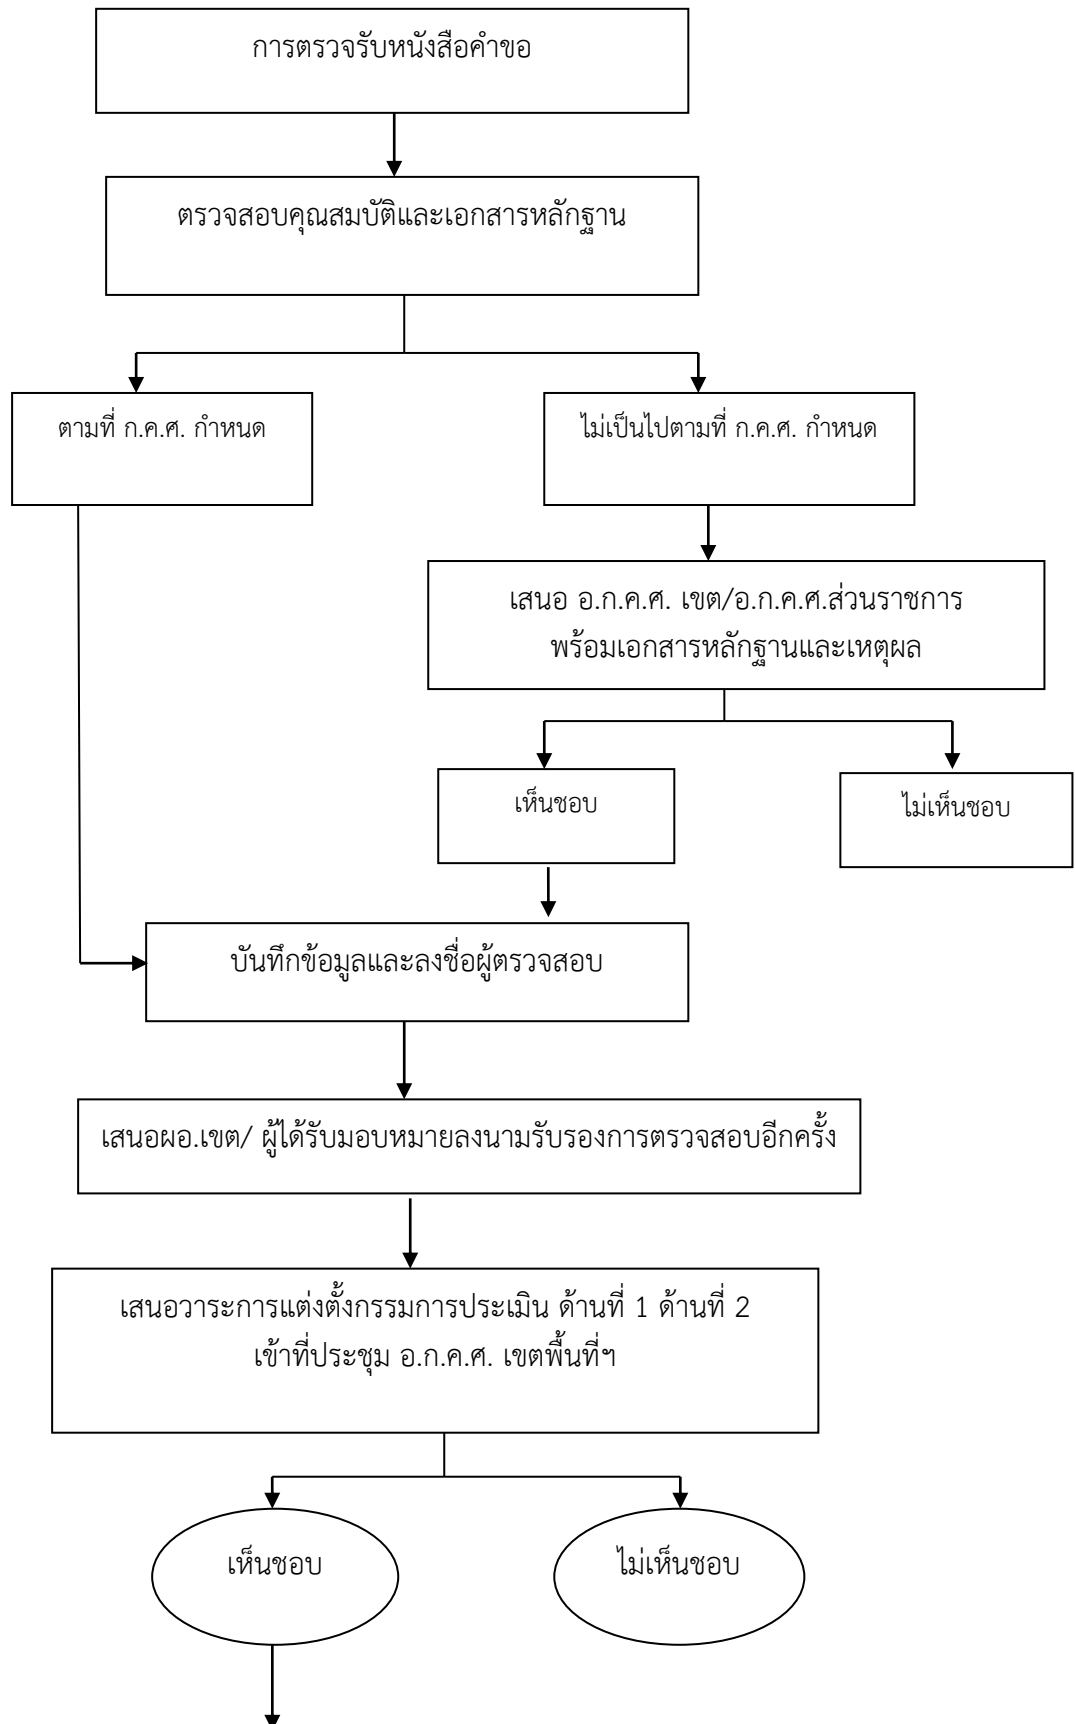 การตรวจรับหนังสือคำขอ
ตรวจสอบคุณสมบัติและเอกสารหลักฐาน
ตามที่ ก.ค.ศ. กำหนด
ไม่เป็นไปตามที่ ก.ค.ศ. กำหนด
เสนอ อ.ก.ค.ศ. เขต/อ.ก.ค.ศ.ส่วนราชการ
พร้อมเอกสารหลักฐานและเหตุผล
เห็นชอบ
ไม่เห็นชอบ
บันทึกข้อมูลและลงชื่อผู้ตรวจสอบ
เสนอผอ.เขต/ ผู้ได้รับมอบหมายลงนามรับรองการตรวจสอบอีกครั้ง
เสนอวาระการแต่งตั้งกรรมการประเมิน ด้านที่ 1 ด้านที่ 2
เข้าที่ประชุม อ.ก.ค.ศ. เขตพื้นที่ฯ
เห็นชอบ
ไม่เห็นชอบ